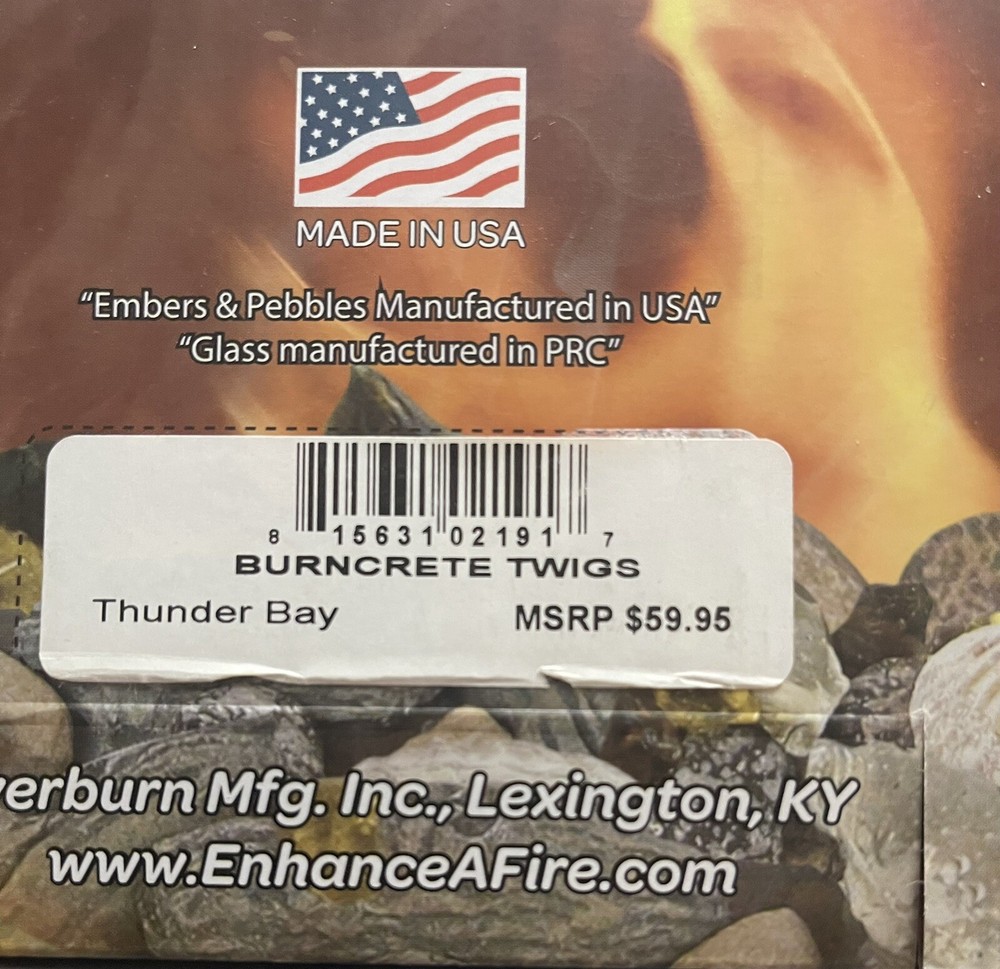 MADE IN USA
“Embers & Pebbles Manufactured in USA”
“Glass manufactured in PRC”
8 15631 02191 7
BURNCRETE TWIGS
Thunder Bay MSRP $59.95
Mfg. Inc., Lexington, KY
www.EnhanceAFire.com